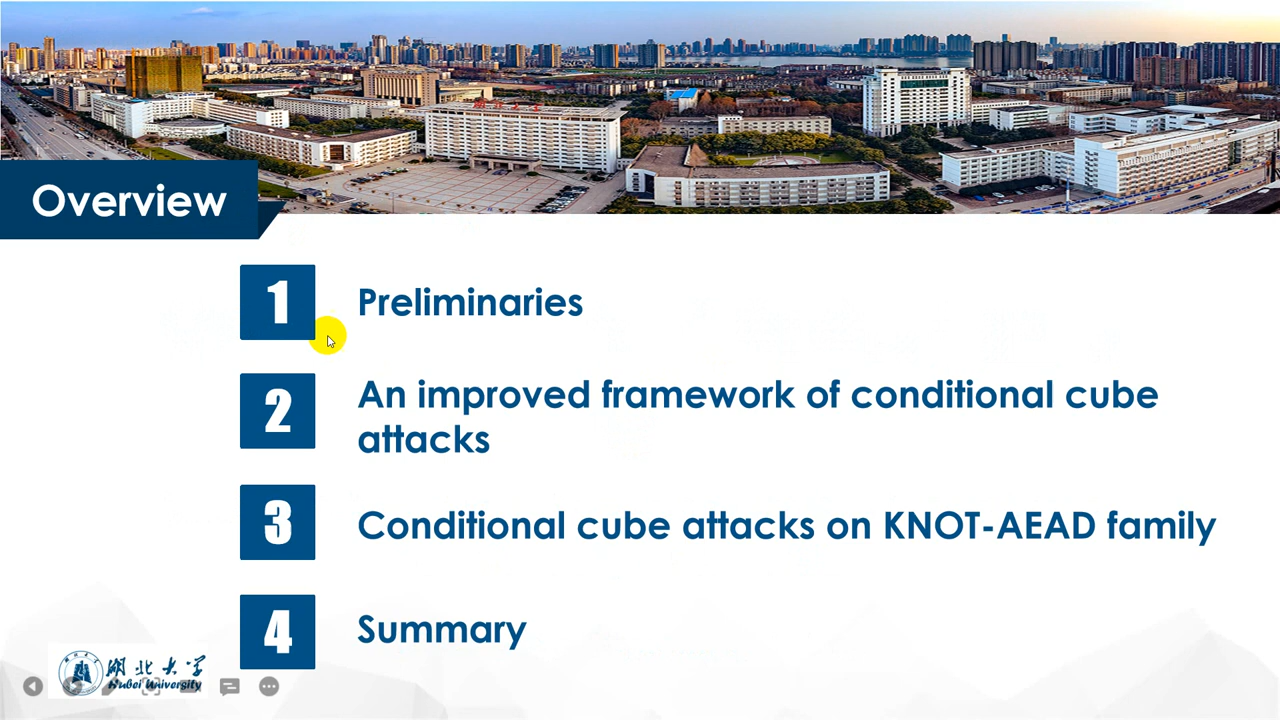 Overview
1
Preliminaries
2
An improved framework of conditional cube
attacks
3
Conditional cube attacks on KNOT-AEAD family
4
Summary
湖北大学
Hubei University